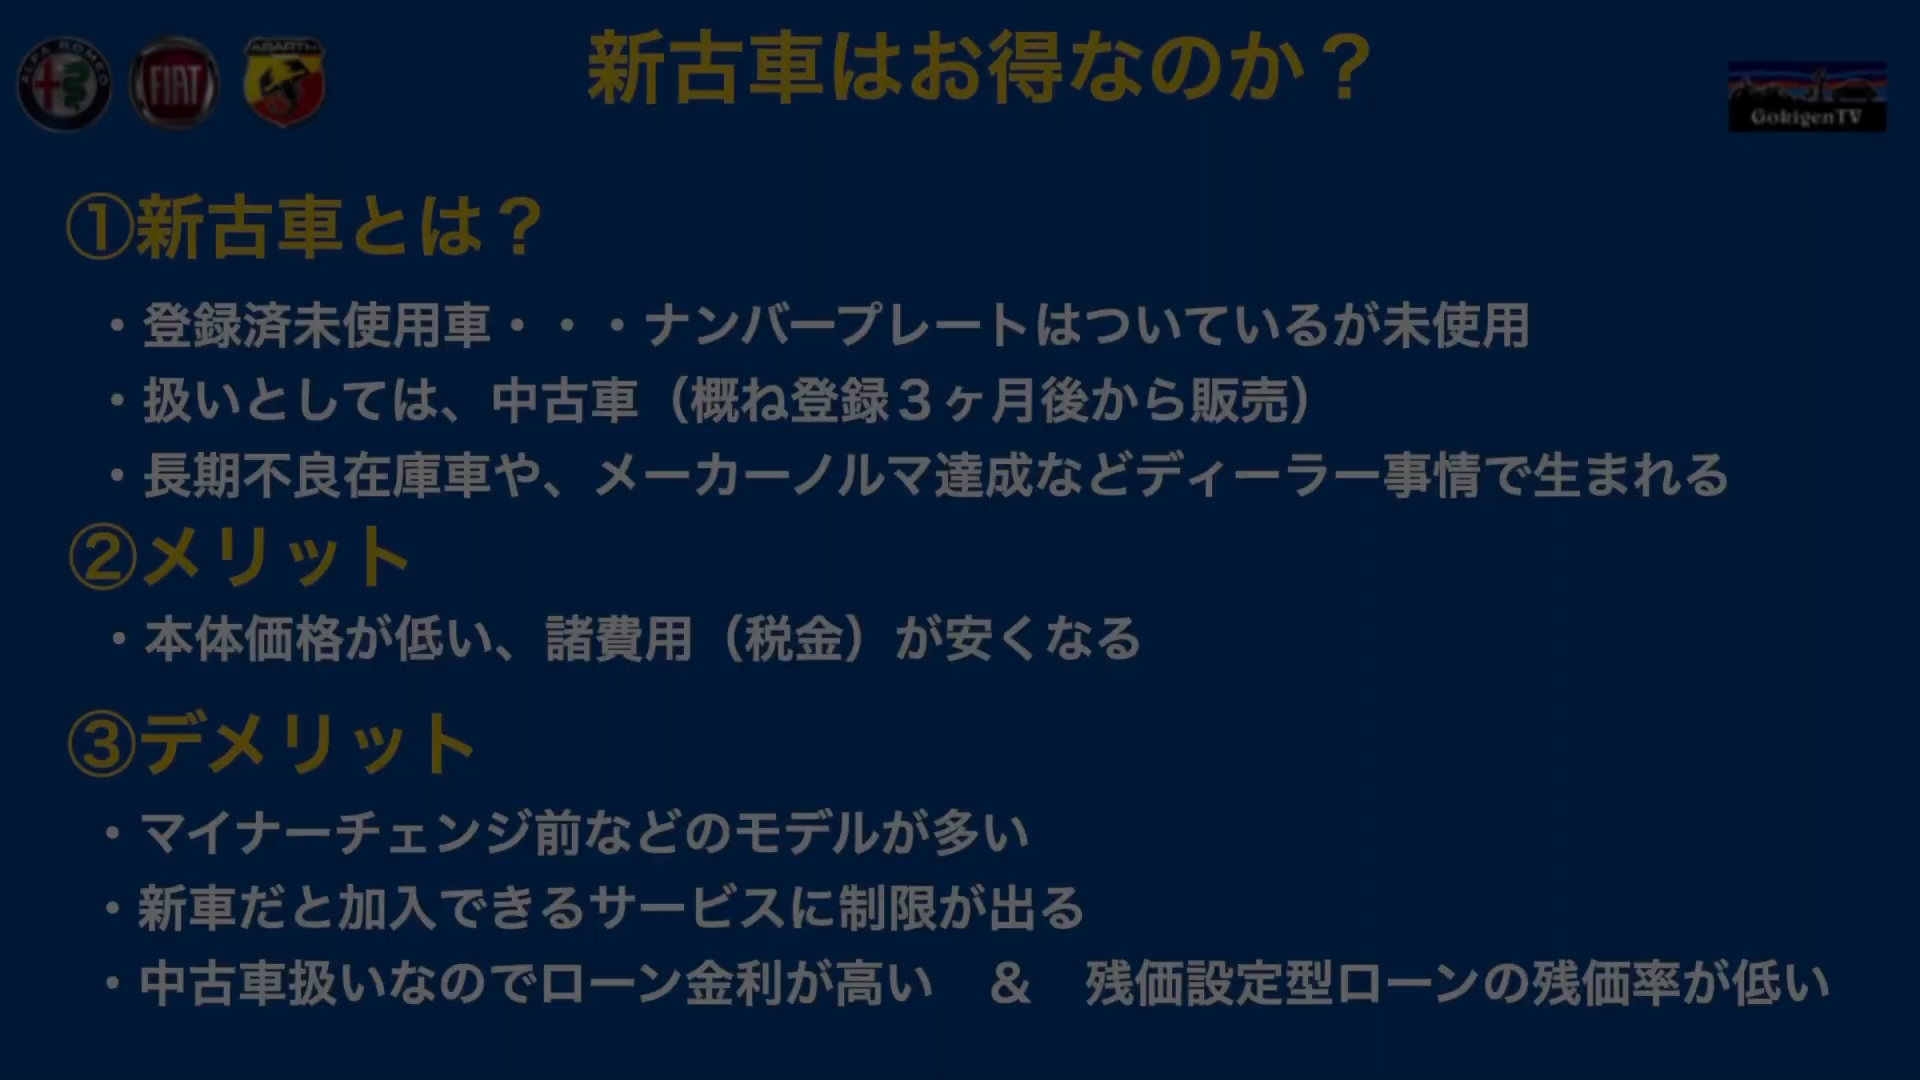 ALFA ROMEO
FIAT
ABARTH
新古車はお得なのか？
GokigenTV
①新古車とは？
・登録済未使用車・・・ナンバープレートはついているが未使用
・扱いとしては、中古車（概ね登録３ヶ月後から販売）
・長期不良在庫車や、メーカーノルマ達成などディーラー事情で生まれる
②メリット
・本体価格が低い、諸費用（税金）が安くなる
③デメリット
・マイナーチェンジ前などのモデルが多い
・新車だと加入できるサービスに制限が出る
・中古車扱いなのでローン金利が高い　＆　残価設定型ローンの残価率が低い